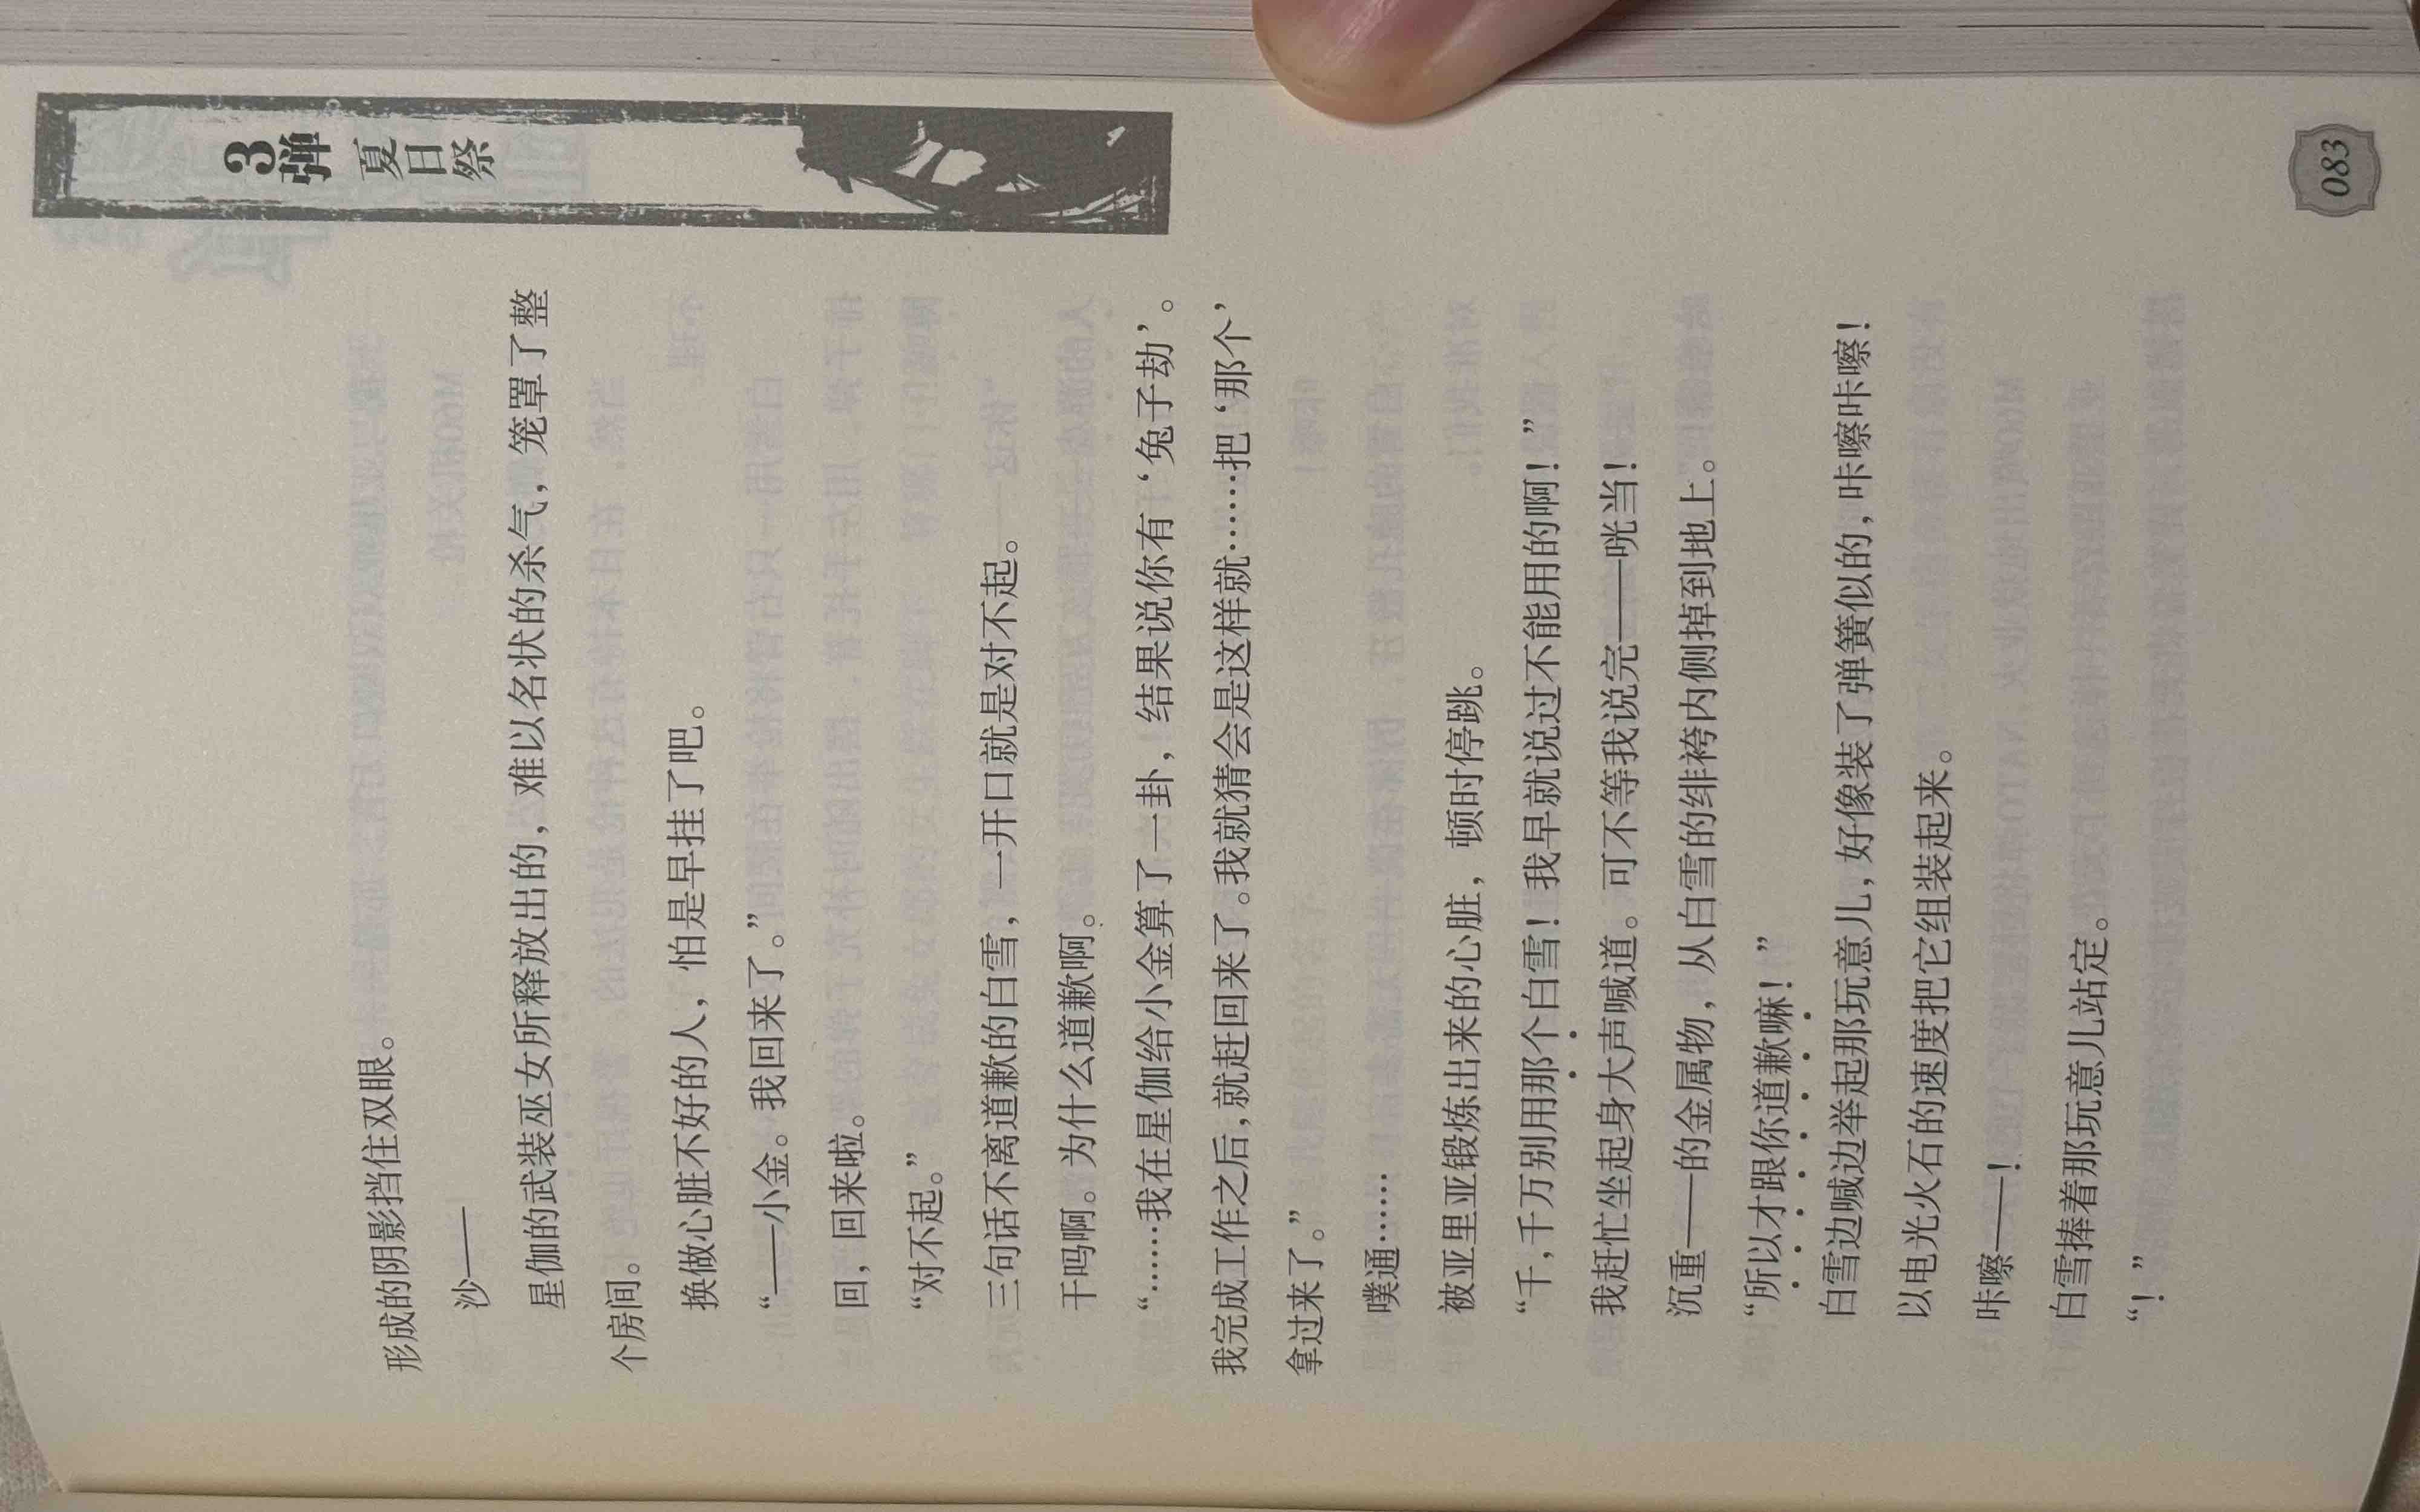 3弹 夏日祭
形成的阴影挡住双眼。
沙——
星伽的武装巫女所释放出的，难以名状的杀气，笼罩了整
个房间。
换做心脏不好的人，怕是早挂了吧。
“——小金。我回来了。”
回，回来啦。
“对不起。”
三句话不离道歉的白雪，一开口就是对不起。
干吗啊。为什么道歉啊。
“……我在星伽给小金算了一卦，结果说你有‘兔子劫’。
我完成工作之后，就赶回来了。我就猜会是这样就……把‘那个’
拿过来了。”
噗通……
被亚里亚锻炼出来的心脏，顿时停跳。
“千，千万别用那个白雪！我早就说过不能用的啊！”
我赶忙坐起身大声喊道。可不等我说完——咣当！
沉重——的金属物，从白雪的绯袴内侧掉到地上。
“所以才跟你道歉嘛！”
白雪边喊边举起那玩意儿，好像装了弹簧似的，咔嚓咔嚓！
以电光火石的速度把它组装起来。
咔嚓——！
白雪捧着那玩意儿站定。
“！”
083